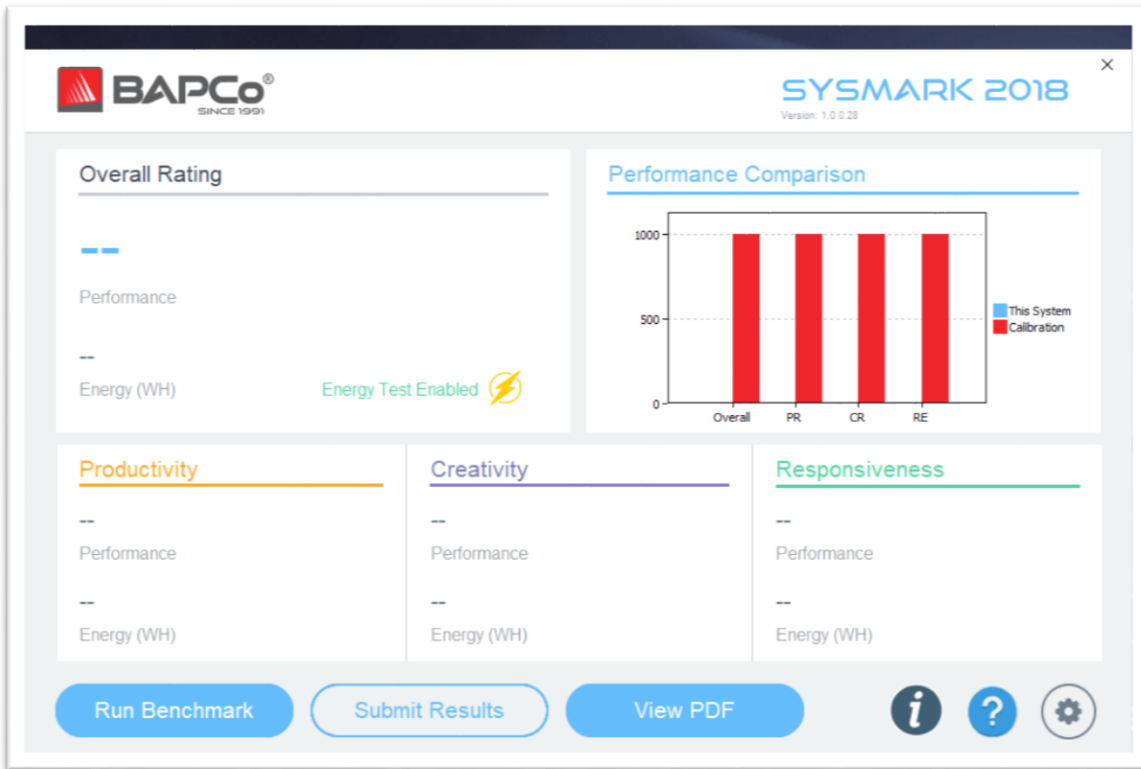 BAPCo®
SINCE 1991
SYSMARK 2018
Version: 1.0.0.28
Overall Rating
--
Performance
--
Energy (WH)
Energy Test Enabled
Performance Comparison
1000
500
0
Overall PR CR RE
This System
Calibration
Productivity
--
Performance
--
Energy (WH)
Creativity
--
Performance
--
Energy (WH)
Responsiveness
--
Performance
--
Energy (WH)
Run Benchmark
Submit Results
View PDF
i
?